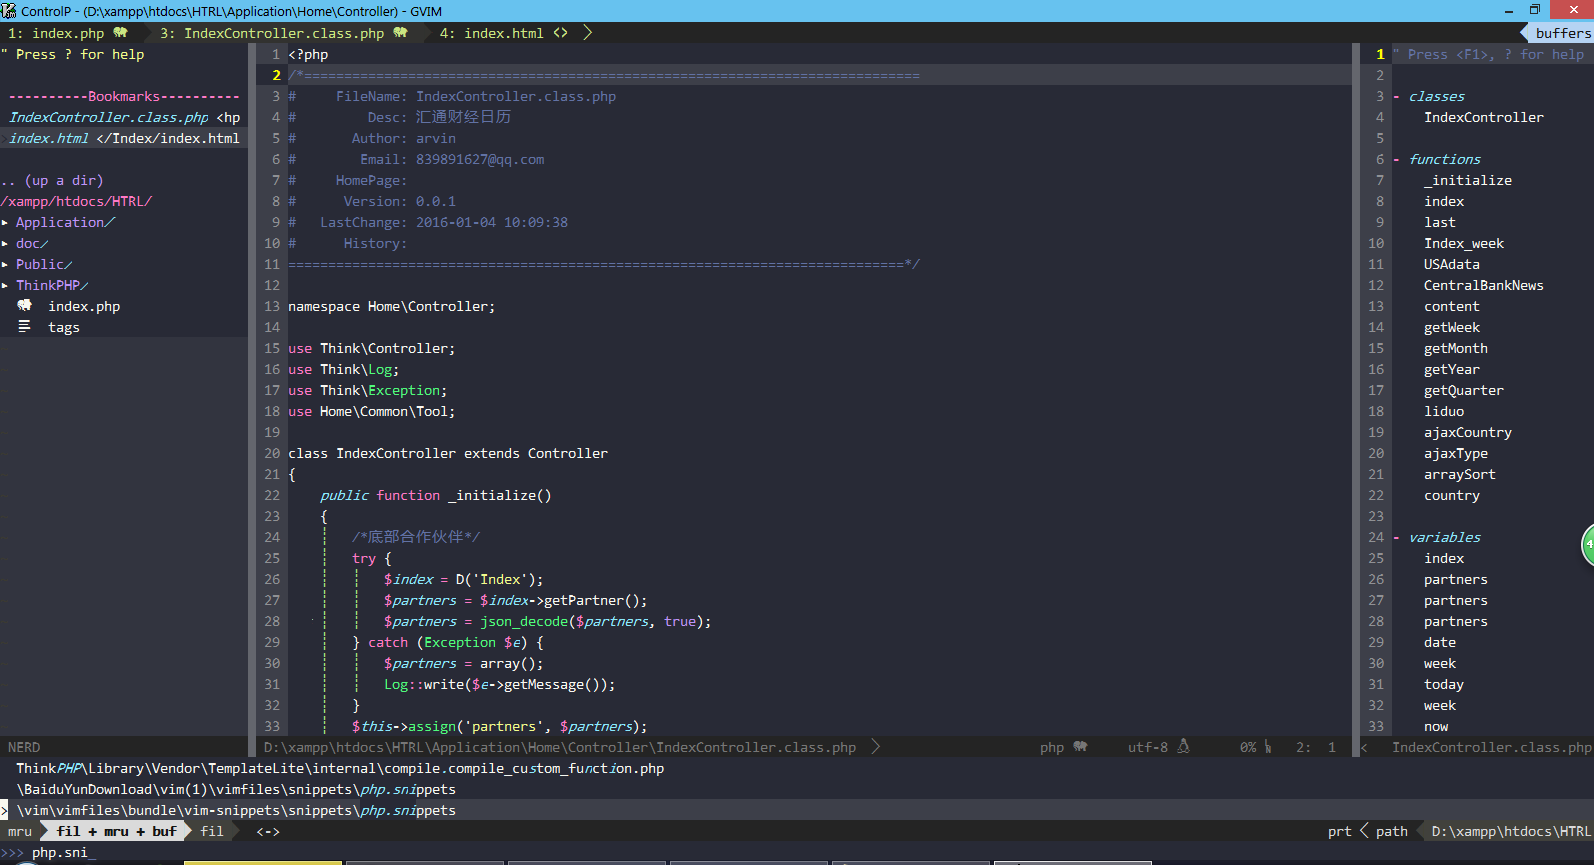 ControlP - (D:\xampp\htdocs\HTRL\Application\Home\Controller) - GVIM
1: index.php 3: IndexController.class.php 4: index.html <> buffers
" Press ? for help
----------Bookmarks----------
IndexController.class.php <hp
index.html </Index/index.html
.. (up a dir)
/xampp/htdocs/HTRL/
▸ Application/
▸ doc/
▸ Public/
▸ ThinkPHP/
index.php
tags
NERD
1 <?php
2 /*=============================================================================
3 #     FileName: IndexController.class.php
4 #         Desc: 汇通财经日历
5 #       Author: arvin
6 #        Email: 839891627@qq.com
7 #     HomePage:
8 #      Version: 0.0.1
9 #   LastChange: 2016-01-04 10:09:38
10 #      History:
11 =============================================================================*/
12
13 namespace Home\Controller;
14
15 use Think\Controller;
16 use Think\Log;
17 use Think\Exception;
18 use Home\Common\Tool;
19
20 class IndexController extends Controller
21 {
22     public function _initialize()
23     {
24         /*底部合作伙伴*/
25         try {
26             $index = D('Index');
27             $partners = $index->getPartner();
28             $partners = json_decode($partners, true);
29         } catch (Exception $e) {
30             $partners = array();
31             Log::write($e->getMessage());
32         }
33         $this->assign('partners', $partners);
D:\xampp\htdocs\HTRL\Application\Home\Controller\IndexController.class.php php utf-8 0% 2: 1
1 " Press <F1>, ? for help
2
3 - classes
4 IndexController
5
6 - functions
7 _initialize
8 index
9 last
10 Index_week
11 USAdata
12 CentralBankNews
13 content
14 getWeek
15 getMonth
16 getYear
17 getQuarter
18 liduo
19 ajaxCountry
20 ajaxType
21 arraySort
22 country
23
24 - variables
25 index
26 partners
27 partners
28 partners
29 date
30 week
31 today
32 week
33 now
< IndexController.class.php
4
ThinkPHP\Library\Vendor\TemplateLite\internal\compile.compile_custom_function.php
\BaiduYunDownload\vim(1)\vimfiles\snippets\php.snippets
> \vim\vimfiles\bundle\vim-snippets\snippets\php.snippets
mru fil + mru + buf fil <-> prt path D:\xampp\htdocs\HTRL
>>> php.sni_